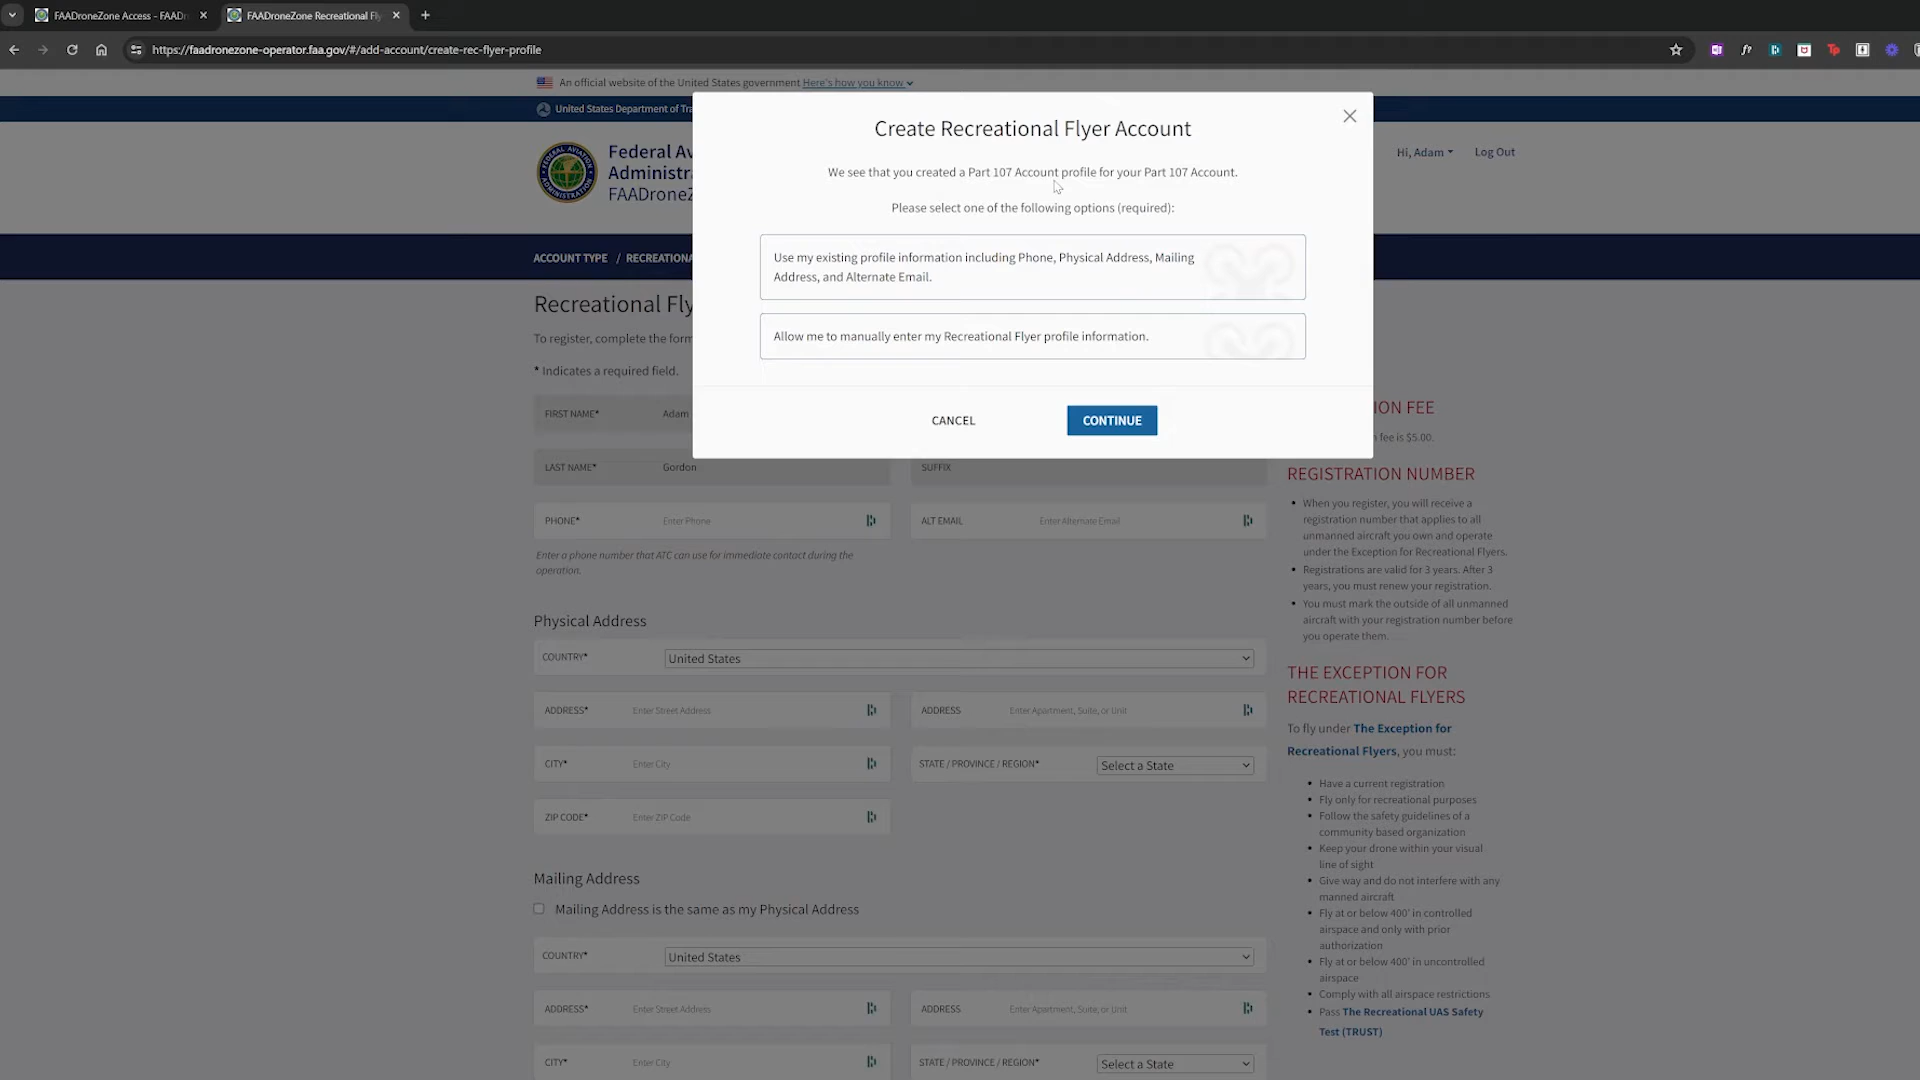 FAADroneZone Access - FAADr
FAADroneZone Recreational Fly
https://faadronezone-operator.faa.gov/#/add-account/create-rec-flyer-profile
An official website of the United States government Here's how you know
United States Department of Tra
Federal Av
Administra
FAADroneZ
Hi, Adam
Log Out
ACCOUNT TYPE / RECREATIONA
Create Recreational Flyer Account
We see that you created a Part 107 Account profile for your Part 107 Account.
Please select one of the following options (required):
Use my existing profile information including Phone, Physical Address, Mailing
Address, and Alternate Email.
Allow me to manually enter my Recreational Flyer profile information.
CANCEL
CONTINUE
Recreational Fly
To register, complete the form
* Indicates a required field.
FIRST NAME* Adam
LAST NAME* Gordon
SUFFIX
PHONE* Enter Phone
ALT EMAIL Enter Alternate Email
Enter a phone number that ATC can use for immediate contact during the
operation.
Physical Address
COUNTRY* United States
ADDRESS* Enter Street Address
ADDRESS Enter Apartment, Suite, or Unit
CITY* Enter City
STATE / PROVINCE / REGION* Select a State
ZIP CODE* Enter ZIP Code
Mailing Address
Mailing Address is the same as my Physical Address
COUNTRY* United States
ADDRESS* Enter Street Address
ADDRESS Enter Apartment, Suite, or Unit
CITY* Enter City
STATE / PROVINCE / REGION* Select a State
ION FEE
fee is $5.00.
REGISTRATION NUMBER
When you register, you will receive a
registration number that applies to all
unmanned aircraft you own and operate
under the Exception for Recreational Flyers.
Registrations are valid for 3 years. After 3
years, you must renew your registration.
You must mark the outside of all unmanned
aircraft with your registration number before
you operate them.
THE EXCEPTION FOR
RECREATIONAL FLYERS
To fly under The Exception for
Recreational Flyers, you must:
Have a current registration
Fly only for recreational purposes
Follow the safety guidelines of a
community based organization
Keep your drone within your visual
line of sight
Give way and do not interfere with any
manned aircraft
Fly at or below 400' in controlled
airspace and only with prior
authorization
Fly at or below 400' in uncontrolled
airspace
Comply with all airspace restrictions
Pass The Recreational UAS Safety
Test (TRUST)